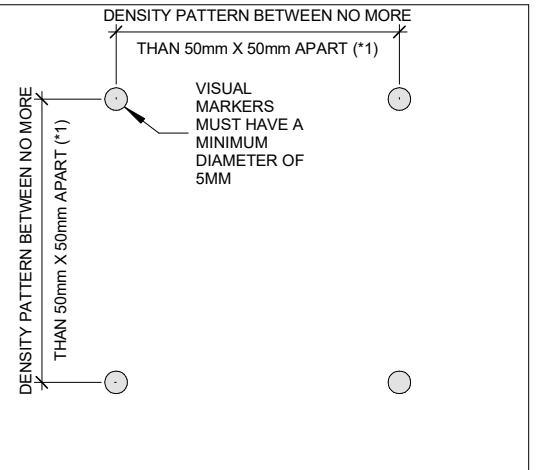 DENSITY PATTERN BETWEEN NO MORE
THAN 50mm X 50mm APART (*1)
VISUAL
MARKERS
MUST HAVE A
MINIMUM
DIAMETER OF
5MM
DENSITY PATTERN BETWEEN NO MORE
THAN 50mm X 50mm APART (*1)